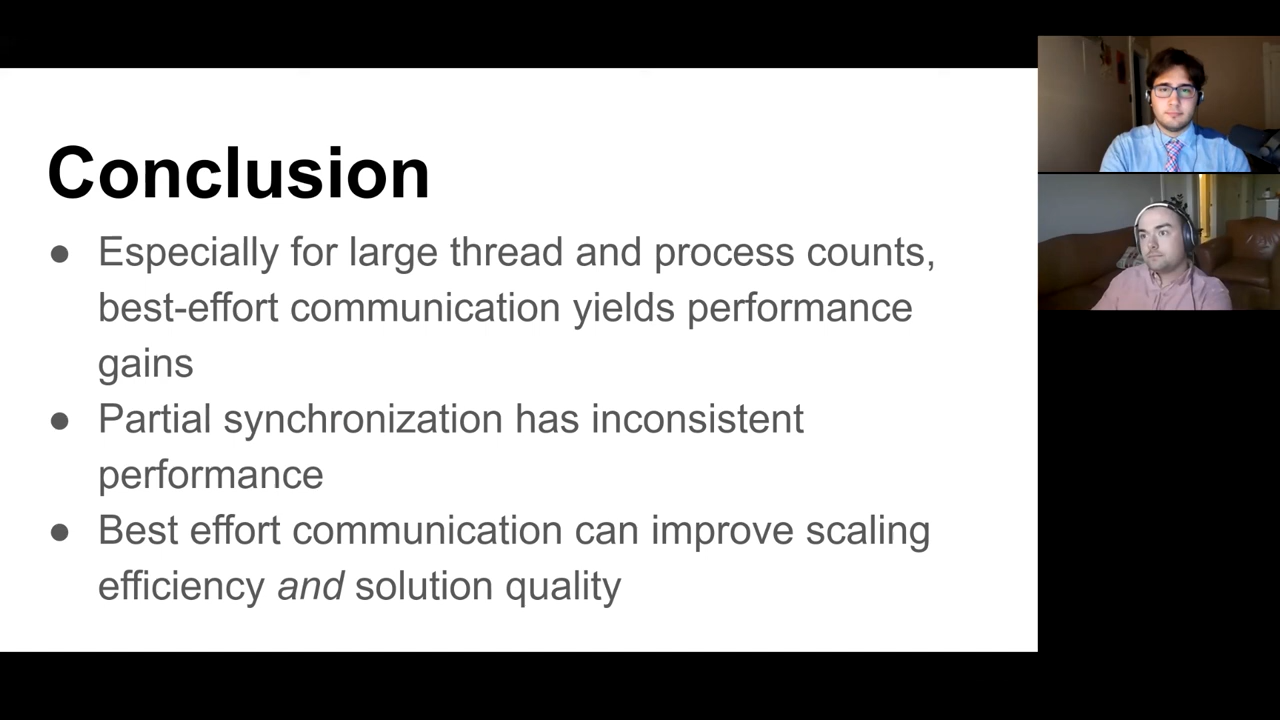 Conclusion
● Especially for large thread and process counts,
best-effort communication yields performance
gains
● Partial synchronization has inconsistent
performance
● Best effort communication can improve scaling
efficiency and solution quality